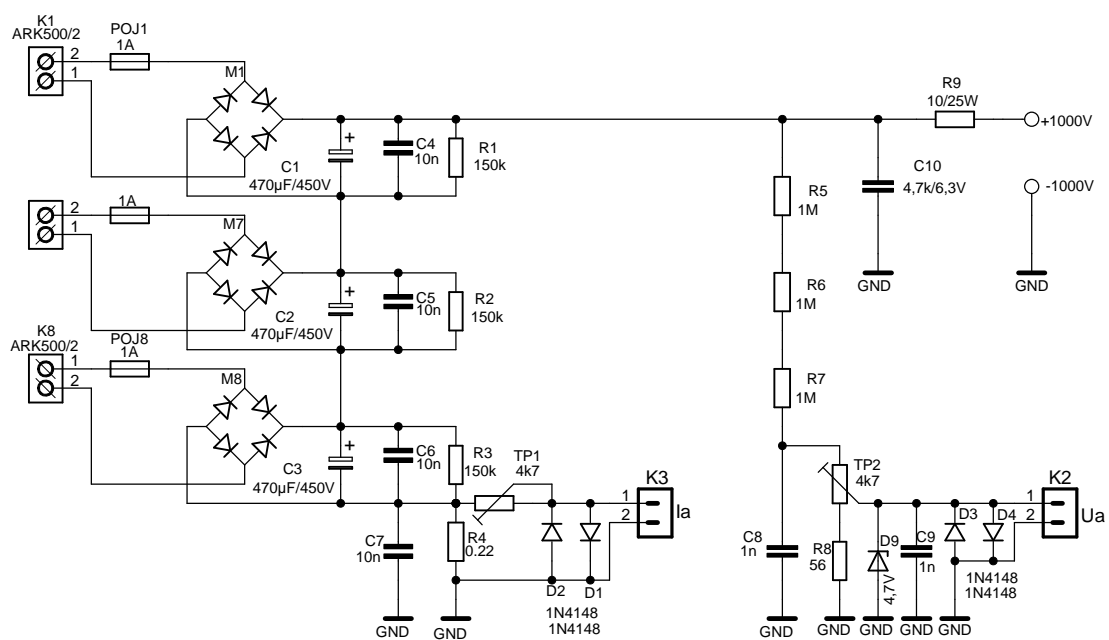 K1
ARK500/2
POJ1
1A
2
1
M1
C1
470µF/450V
+
C4
10n
R1
150k
R9
10/25W
+1000V
C10
4,7k/6,3V
-1000V
GND
GND
R5
1M
R6
1M
R7
1M
2
1
1A
M7
C2
470µF/450V
+
C5
10n
R2
150k
K8
ARK500/2
POJ8
1A
1
2
M8
C3
470µF/450V
+
C6
10n
R3
150k
TP1
4k7
K3
1
2
Ia
C7
10n
R4
0.22
D2
D1
1N4148
1N4148
GND
GND
TP2
4k7
K2
1
2
Ua
C8
1n
R8
56
D9
4,7V
C9
1n
D3
D4
1N4148
1N4148
GND
GND
GND
GND
GND